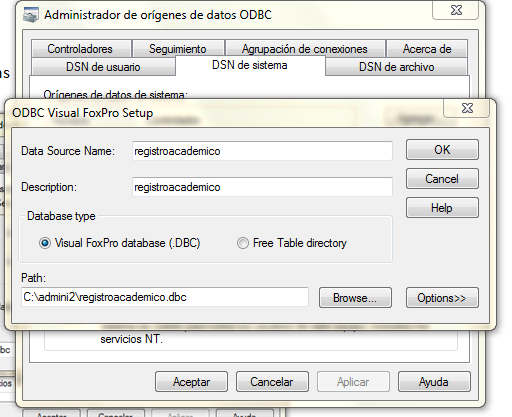 Administrador de orígenes de datos ODBC
Controladores Seguimiento Agrupación de conexiones Acerca de
DSN de usuario DSN de sistema DSN de archivo
Orígenes de datos de sistema:
ODBC Visual FoxPro Setup
Data Source Name: registroacademico OK
Cancel
Description: registroacademico
Help
Database type
Visual FoxPro database (.DBC) Free Table directory
Path:
C:\admini2\registroacademico.dbc Browse... Options>>
servicios NT.
Aceptar Cancelar Aplicar Ayuda